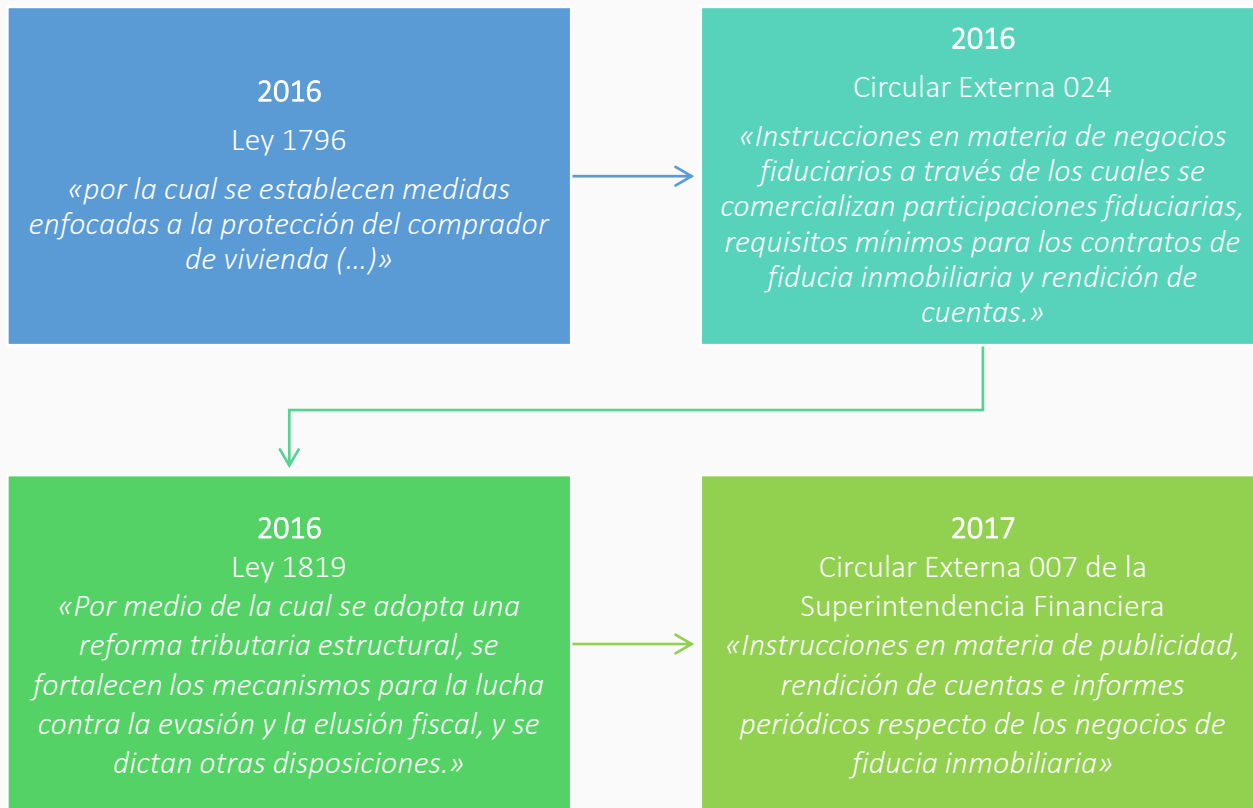 2016
Ley 1796
«por la cual se establecen medidas
enfocadas a la protección del comprador
de vivienda (…)»
2016
Circular Externa 024
«Instrucciones en materia de negocios
fiduciarios a través de los cuales se
comercializan participaciones fiduciarias,
requisitos mínimos para los contratos de
fiducia inmobiliaria y rendición de
cuentas.»
2016
Ley 1819
«Por medio de la cual se adopta una
reforma tributaria estructural, se
fortalecen los mecanismos para la lucha
contra la evasión y la elusión fiscal, y se
dictan otras disposiciones.»
2017
Circular Externa 007 de la
Superintendencia Financiera
«Instrucciones en materia de publicidad,
rendición de cuentas e informes
periódicos respecto de los negocios de
fiducia inmobiliaria»